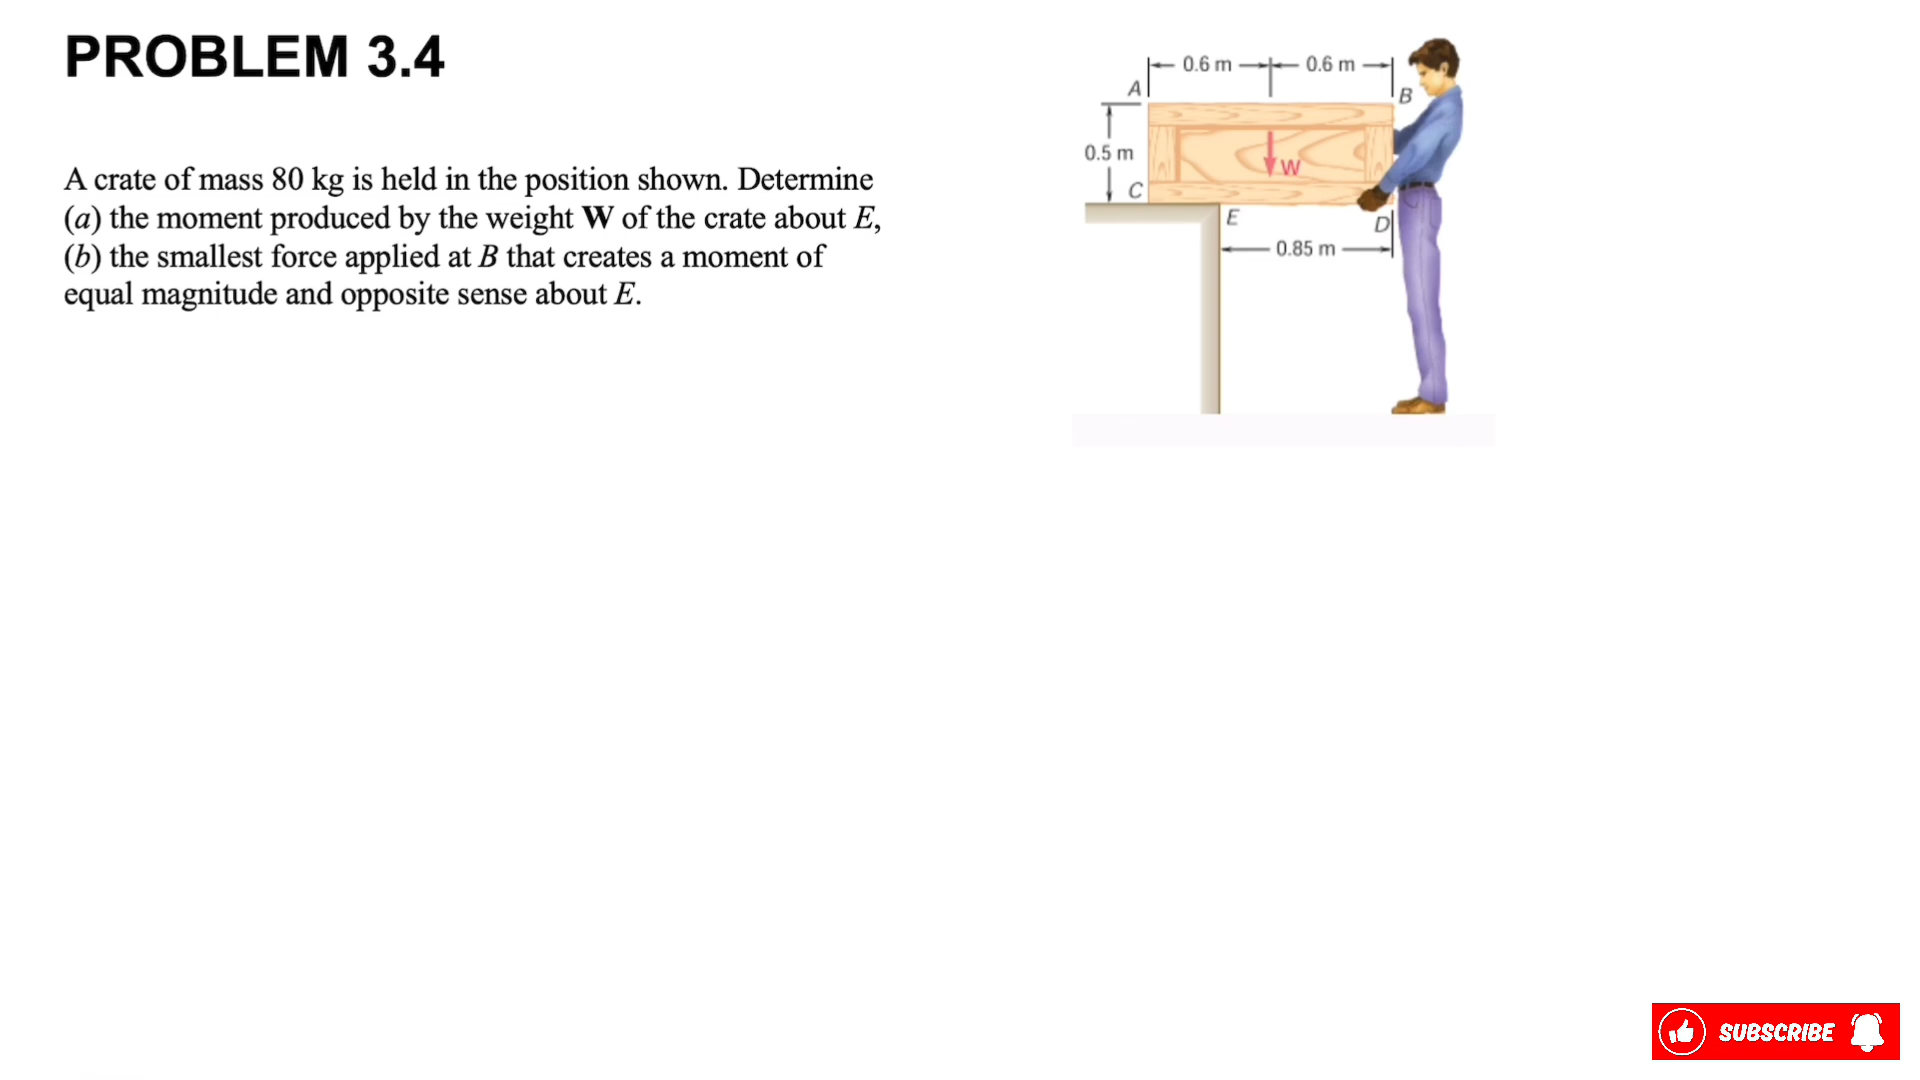 PROBLEM 3.4
A crate of mass 80 kg is held in the position shown. Determine
(a) the moment produced by the weight W of the crate about E,
(b) the smallest force applied at B that creates a moment of
equal magnitude and opposite sense about E.
0.6 m 0.6 m
A B
0.5 m
W
C
E D
0.85 m
SUBSCRIBE